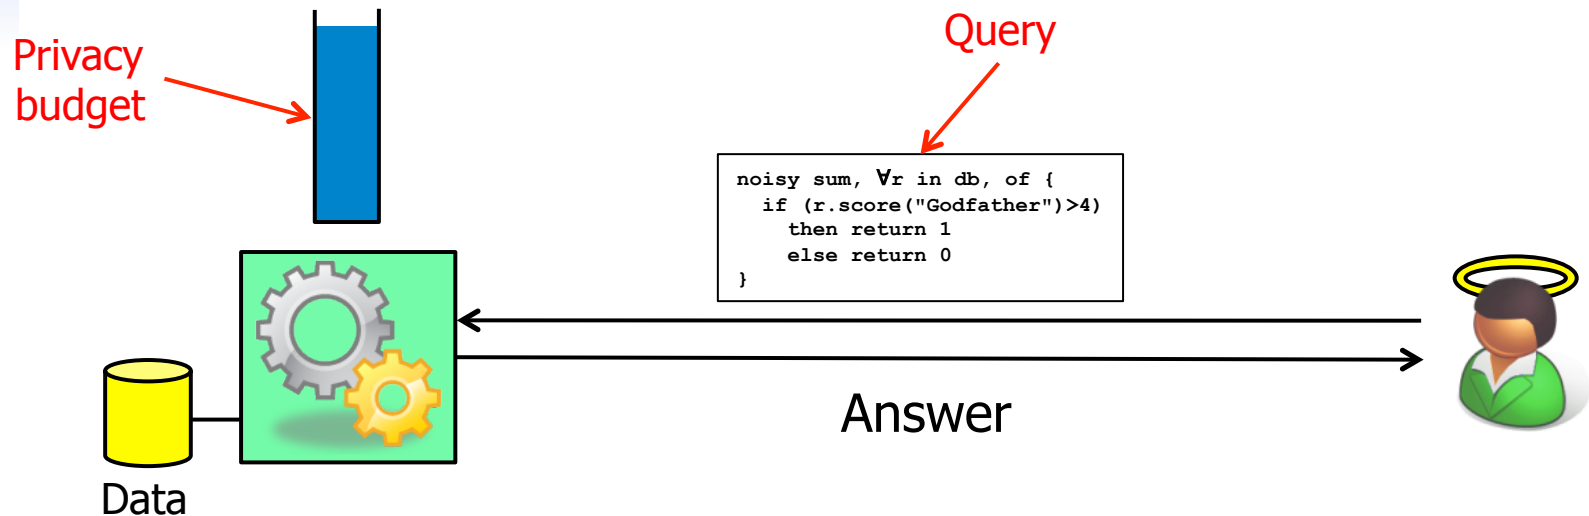 Privacy
budget
Query
noisy sum, ∀r in db, of {
if (r.score("Godfather")>4)
then return 1
else return 0
}
Answer
Data